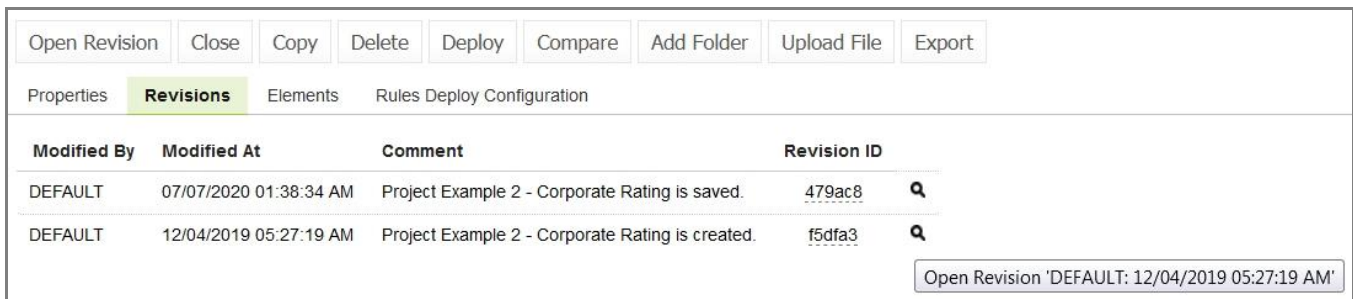 Open Revision Close Copy Delete Deploy Compare Add Folder Upload File Export
Properties Revisions Elements Rules Deploy Configuration
Modified By Modified At Comment Revision ID
DEFAULT 07/07/2020 01:38:34 AM Project Example 2 - Corporate Rating is saved. 479ac8
DEFAULT 12/04/2019 05:27:19 AM Project Example 2 - Corporate Rating is created. f5dfa3
Open Revision 'DEFAULT: 12/04/2019 05:27:19 AM'